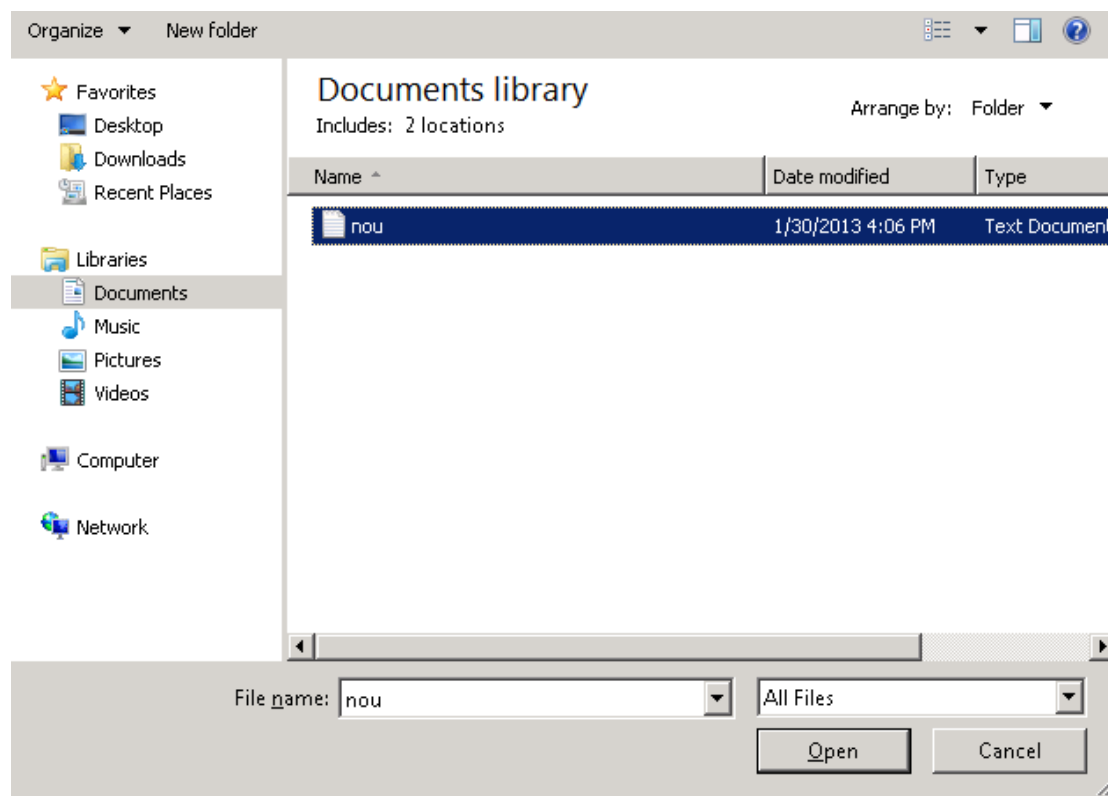 Organize New folder
Favorites
Desktop
Downloads
Recent Places
Libraries
Documents
Music
Pictures
Videos
Computer
Network
Documents library
Includes: 2 locations
Arrange by: Folder
Name Date modified Type
nou 1/30/2013 4:06 PM Text Documen
File name: nou All Files
Open Cancel